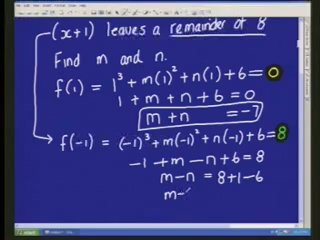 (x+1) leaves a remainder of 8
Find m and n.
f(1) = 1³ + m(1)² + n(1) + 6 = 0
1 + m + n + 6 = 0
m + n = -7
f(-1) = (-1)³ + m(-1)² + n(-1) + 6 = 8
-1 + m - n + 6 = 8
m - n = 8 + 1 - 6
m -